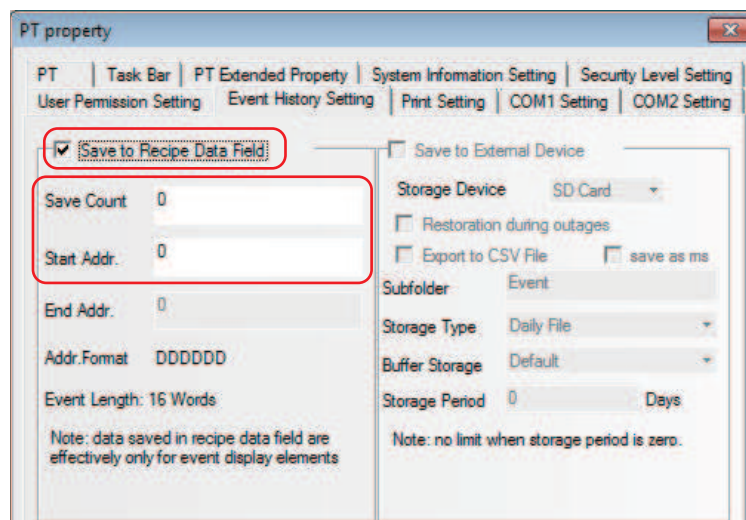 PT property
PT Task Bar PT Extended Property System Information Setting Security Level Setting
User Permission Setting Event History Setting Print Setting COM1 Setting COM2 Setting
Save to Recipe Data Field
Save Count 0
Start Addr. 0
End Addr. 0
Addr.Format DDDDDD
Event Length: 16 Words
Note: data saved in recipe data field are
effectively only for event display elements
Save to External Device
Storage Device SD Card
Restoration during outages
Export to CSV File save as ms
Subfolder Event
Storage Type Daily File
Buffer Storage Default
Storage Period 0 Days
Note: no limit when storage period is zero.